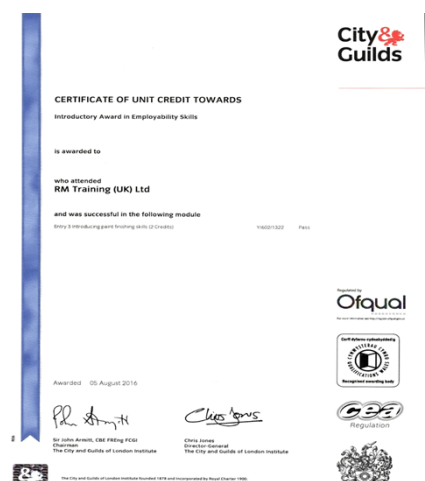 City&
Guilds
CERTIFICATE OF UNIT CREDIT TOWARDS
Introductory Award in Employability Skills
is awarded to
who attended
RM Training (UK) Ltd
and was successful in the following module
Entry 3 Introducing paint finishing skills (2 Credits) Y/602/1322 Pass
Regulated by
Ofqual
Awarded 05 August 2016
Recognised awarding body
cea
Regulation
Sir John Armitt, CBE FREng FCGI
Chairman
The City and Guilds of London Institute
Chris Jones
Director-General
The City and Guilds of London Institute
The City and Guilds of London Institute founded 1878 and incorporated by Royal Charter 1900.